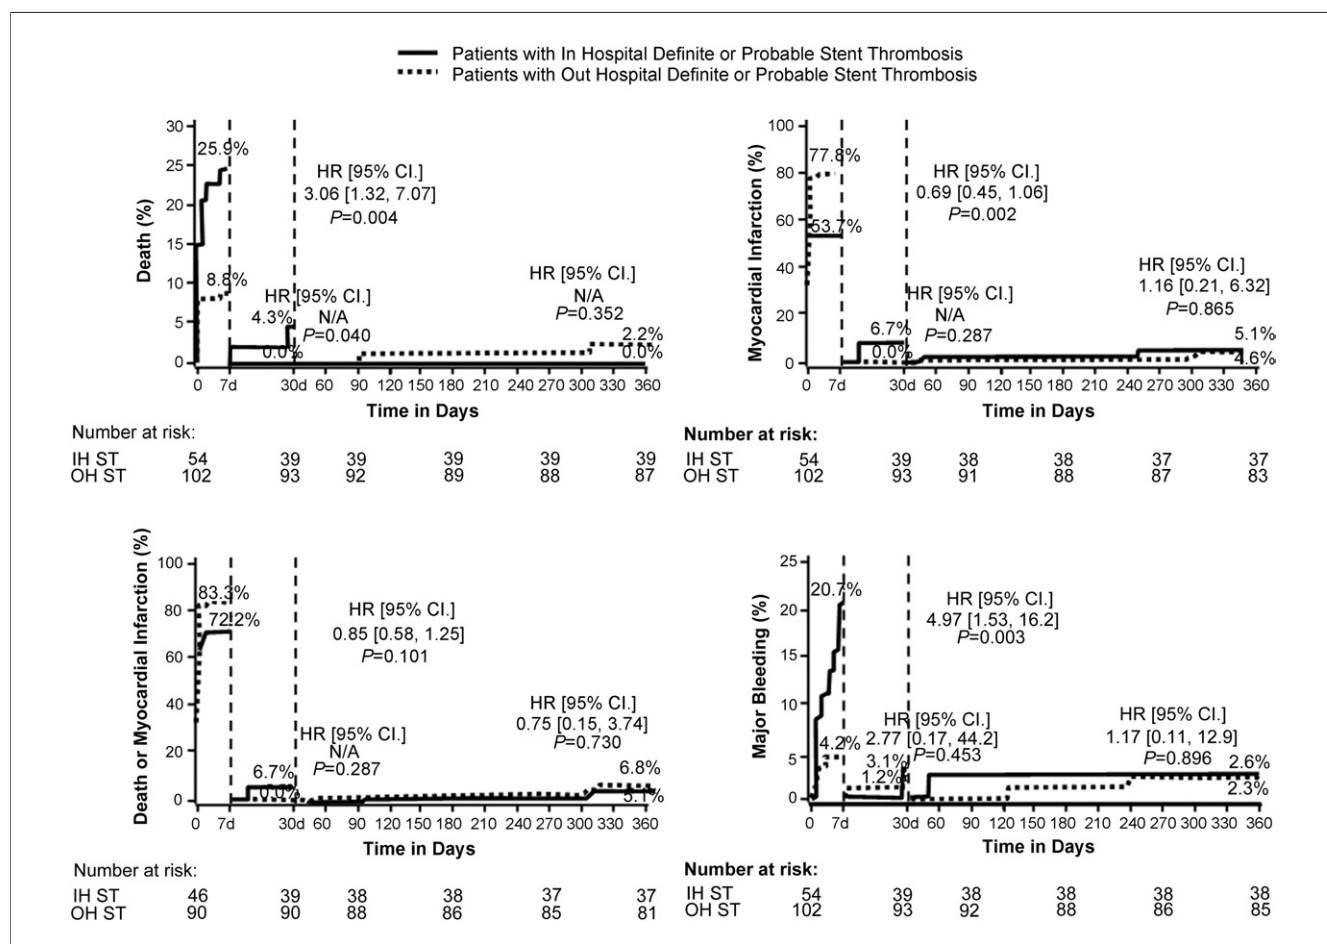 Patients with In Hospital Definite or Probable Stent Thrombosis
Patients with Out Hospital Definite or Probable Stent Thrombosis
Death (%)
30
25
20
15
10
5
0
25.9%
8.8%
HR [95% CI.]
3.06 [1.32, 7.07]
P=0.004
4.3%
0.0%
HR [95% CI.]
N/A
P=0.040
HR [95% CI.]
N/A
P=0.352
2.2%
0.0%
0 7d 30d 60 90 120 150 180 210 240 270 300 330 360
Time in Days
Number at risk:
IH ST 54 39 39 39 39 39
OH ST 102 93 92 89 88 87
Myocardial Infarction (%)
100
80
60
40
20
0
77.8%
53.7%
HR [95% CI.]
0.69 [0.45, 1.06]
P=0.002
6.7%
0.0%
HR [95% CI.]
N/A
P=0.287
HR [95% CI.]
1.16 [0.21, 6.32]
P=0.865
5.1%
4.6%
0 7d 30d 60 90 120 150 180 210 240 270 300 330 360
Time in Days
Number at risk:
IH ST 54 39 38 38 37 37
OH ST 102 93 91 88 87 83
Death or Myocardial Infarction (%)
100
80
60
40
20
0
83.3%
72.2%
HR [95% CI.]
0.85 [0.58, 1.25]
P=0.101
6.7%
0.0%
HR [95% CI.]
N/A
P=0.287
HR [95% CI.]
0.75 [0.15, 3.74]
P=0.730
6.8%
5.1%
0 7d 30d 60 90 120 150 180 210 240 270 300 330 360
Time in Days
Number at risk:
IH ST 46 39 38 38 37 37
OH ST 90 90 88 86 85 81
Major Bleeding (%)
25
20
15
10
5
0
20.7%
4.2%
HR [95% CI.]
4.97 [1.53, 16.2]
P=0.003
3.1%
1.2%
HR [95% CI.]
2.77 [0.17, 44.2]
P=0.453
HR [95% CI.]
1.17 [0.11, 12.9]
P=0.896
2.6%
2.3%
0 7d 30d 60 90 120 150 180 210 240 270 300 330 360
Time in Days
Number at risk:
IH ST 54 39 38 38 38 38
OH ST 102 93 92 88 86 85